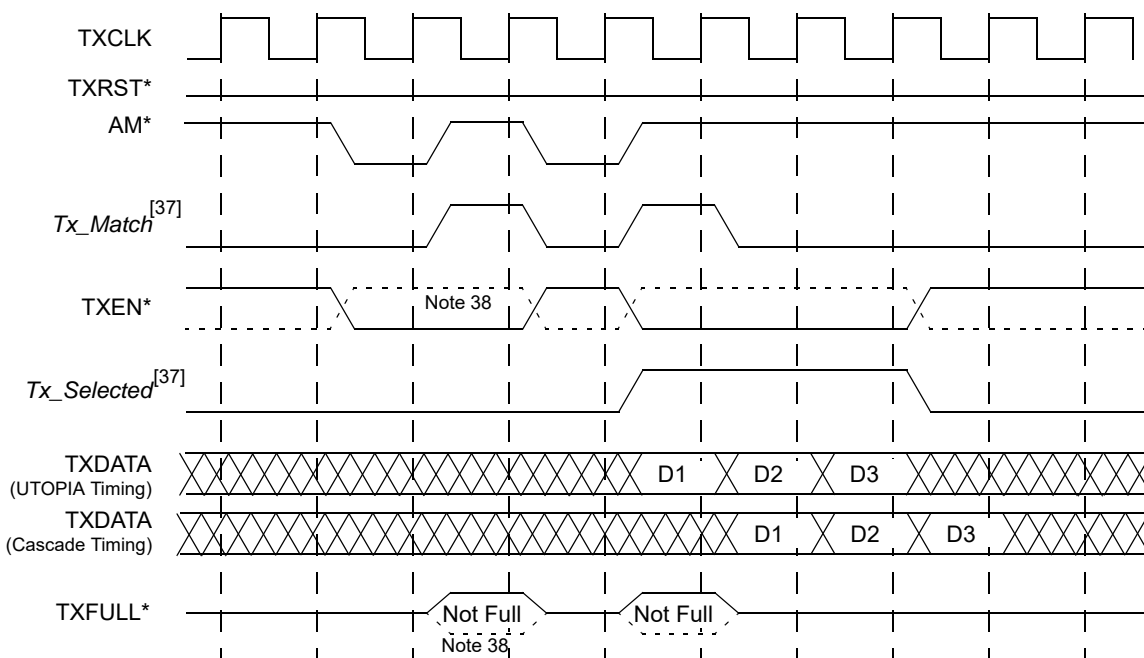 TXCLK
TXRST*
AM*
Tx_Match[37]
TXEN*
Note 38
Tx_Selected[37]
TXDATA
(UTOPIA Timing)
D1 D2 D3
TXDATA
(Cascade Timing)
D1 D2 D3
TXFULL*
Not Full Not Full
Note 38